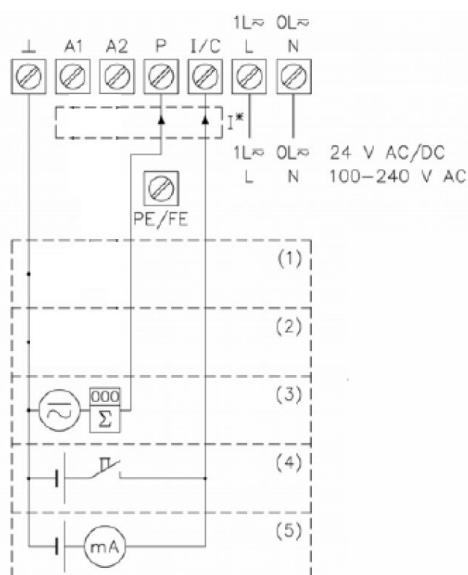 1L≂ 0L≂
⊥ A1 A2 P I/C L N
I*
1L≂ 0L≂ 24 V AC/DC
L N 100-240 V AC
PE/FE
(1)
(2)
000 (3)
Σ
(4)
(5)
mA